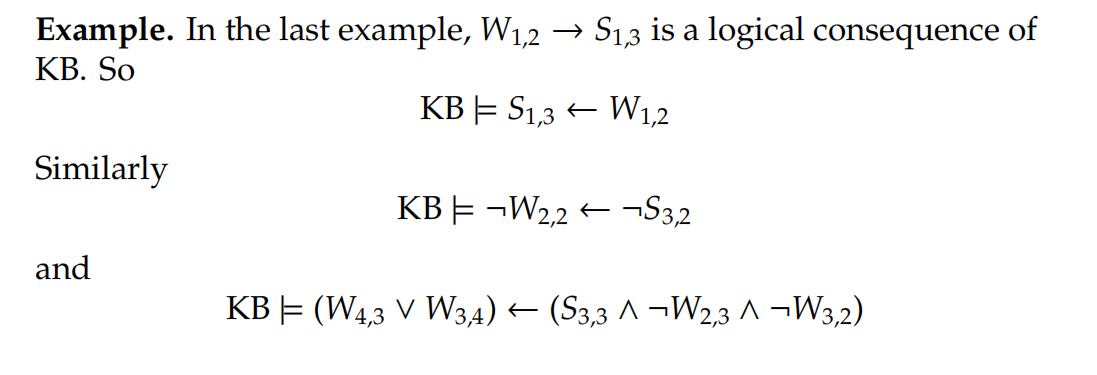 Example. In the last example, W₁,₂ → S₁,₃ is a logical consequence of
KB. So
KB ⊨ S₁,₃ ← W₁,₂
Similarly
KB ⊨ ¬W₂,₂ ← ¬S₃,₂
and
KB ⊨ (W₄,₃ ∨ W₃,₄) ← (S₃,₃ ∧ ¬W₂,₃ ∧ ¬W₃,₂)